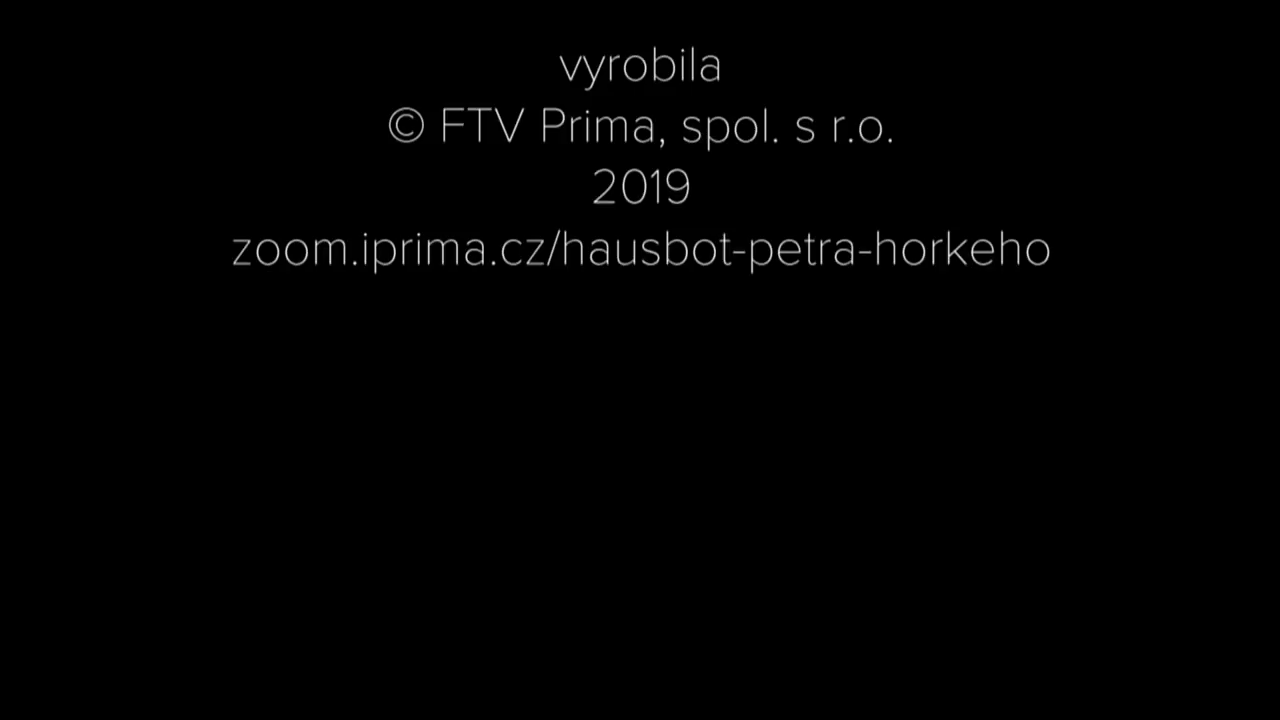 vyrobila
© FTV Prima, spol. s r.o.
2019
zoom.iprima.cz/hausbot-petra-horkeho